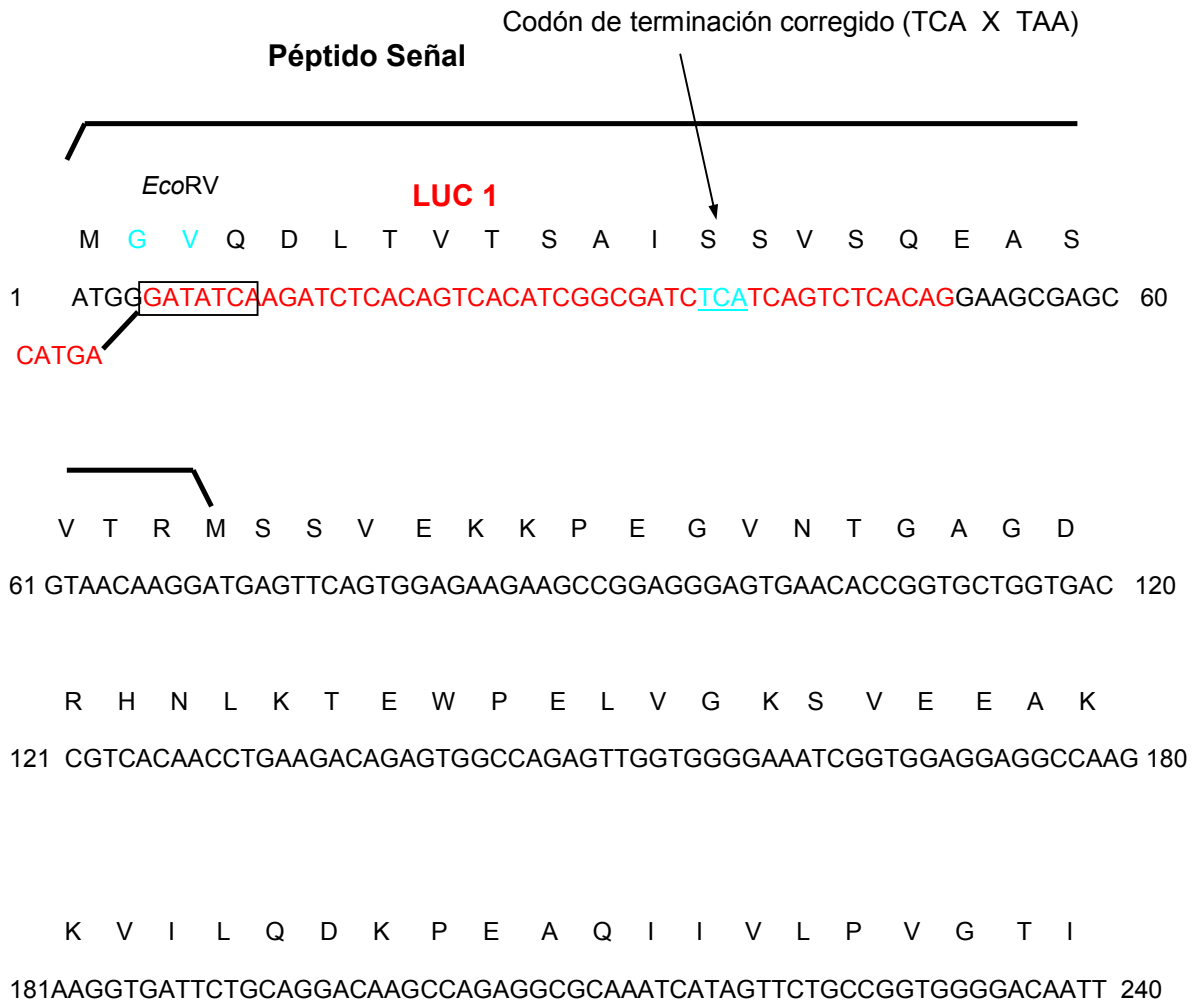 Codón de terminación corregido (TCA X TAA)
Péptido Señal
EcoRV
LUC 1
M G V Q D L T V T S A I S S V S Q E A S
1 ATGGGATATCAAGATCTCACAGTCACATCGGCGATCTCATCAGTCTCACAGGAAGCGAGC 60
CATGA
V T R M S S V E K K P E G V N T G A G D
61 GTAACAAGGATGAGTTCAGTGGAGAAGAAGCCGGAGGGAGTGAACACCGGTGCTGGTGAC 120
R H N L K T E W P E L V G K S V E E A K
121 CGTCACAACCTGAAGACAGAGTGGCCAGAGTTGGTGGGGAAATCGGTGGAGGAGGCCAAG 180
K V I L Q D K P E A Q I I V L P V G T I
181AAGGTGATTCTGCAGGACAAGCCAGAGGCGCAAATCATAGTTCTGCCGGTGGGGACAATT 240